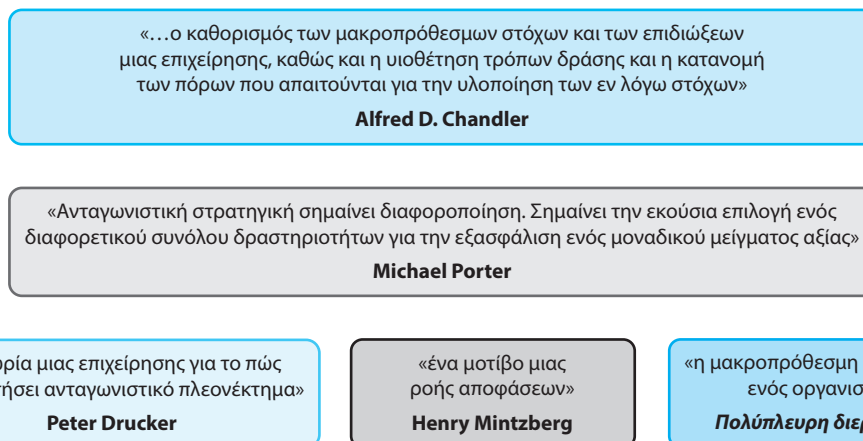 «…ο καθορισμός των μακροπρόθεσμων στόχων και των επιδιώξεων
μιας επιχείρησης, καθώς και η υιοθέτηση τρόπων δράσης και η κατανομή
των πόρων που απαιτούνται για την υλοποίηση των εν λόγω στόχων»
Alfred D. Chandler
«Ανταγωνιστική στρατηγική σημαίνει διαφοροποίηση. Σημαίνει την εκούσια επιλογή ενός
διαφορετικού συνόλου δραστηριοτήτων για την εξασφάλιση ενός μοναδικού μείγματος αξίας»
Michael Porter
μιας επιχείρησης για το πώς
ανταγωνιστικό πλεονέκτημα»
Peter Drucker
«ένα μοτίβο μιας
ροής αποφάσεων»
Henry Mintzberg
«η μακροπρόθεσμη
ενός
Πολύπλευρη